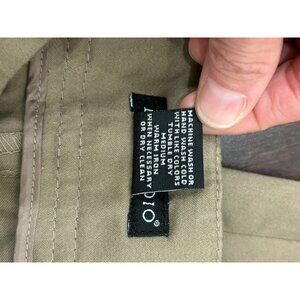 MACHINE WASH OR
HAND WASH COLD
WITH LIKE COLORS
TUMBLE DRY
MEDIUM
WARM IRON
WHEN NECESSARY
OR DRY CLEAN
DIO®